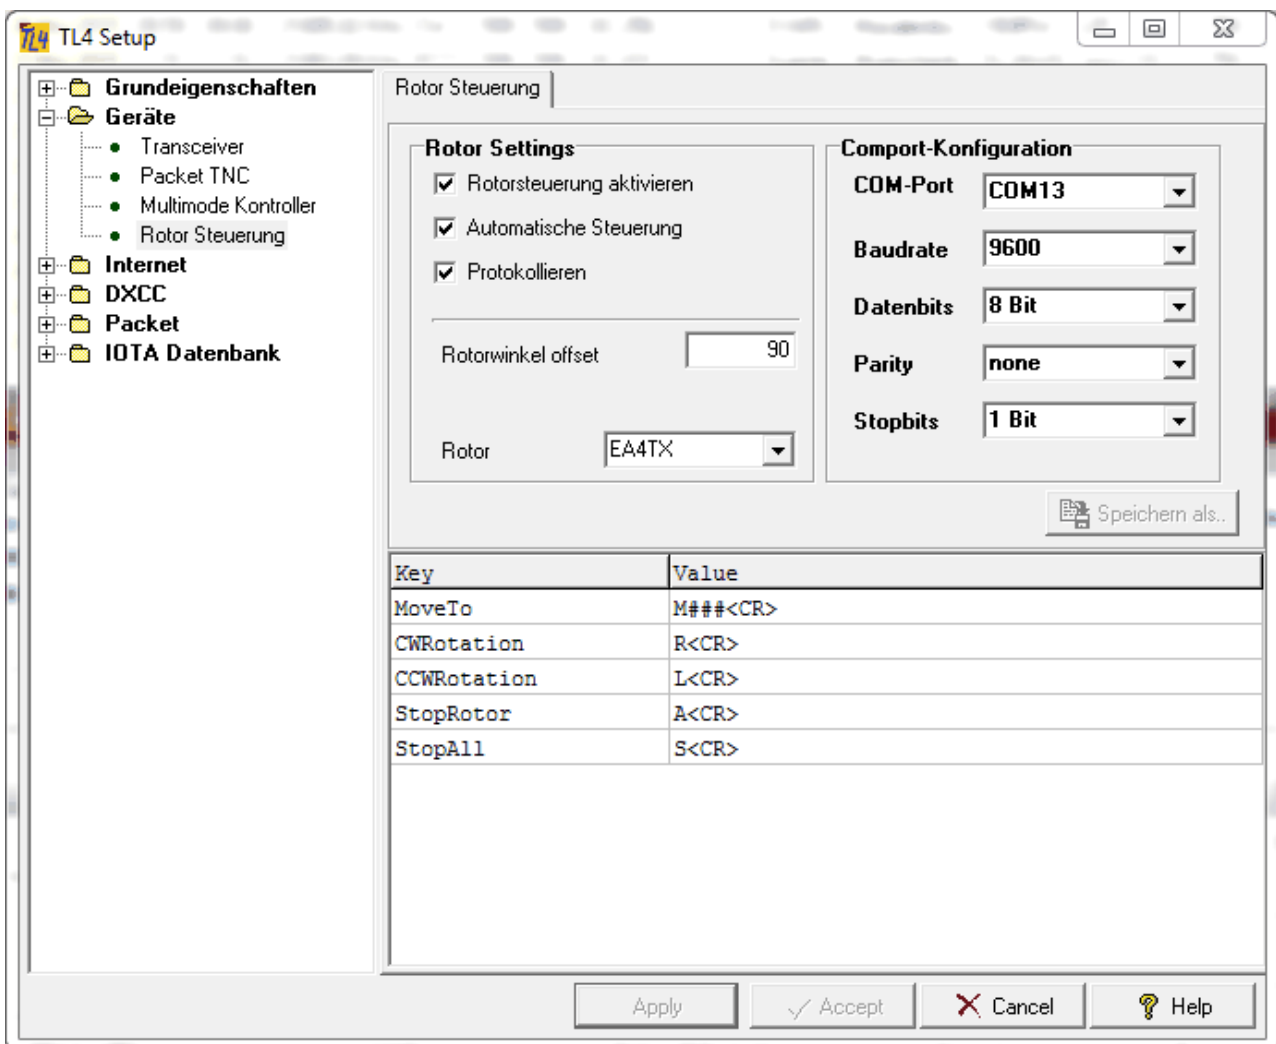 TL4 TL4 Setup
Grundeigenschaften
Geräte
Transceiver
Packet TNC
Multimode Kontroller
Rotor Steuerung
Internet
DXCC
Packet
IOTA Datenbank
Rotor Steuerung
Rotor Settings
Rotorsteuerung aktivieren
Automatische Steuerung
Protokollieren
Rotorwinkel offset 90
Rotor EA4TX
Comport-Konfiguration
COM-Port COM13
Baudrate 9600
Datenbits 8 Bit
Parity none
Stopbits 1 Bit
Speichern als..
Key Value
MoveTo M###<CR>
CWRotation R<CR>
CCWRotation L<CR>
StopRotor A<CR>
StopAll S<CR>
Apply Accept Cancel Help